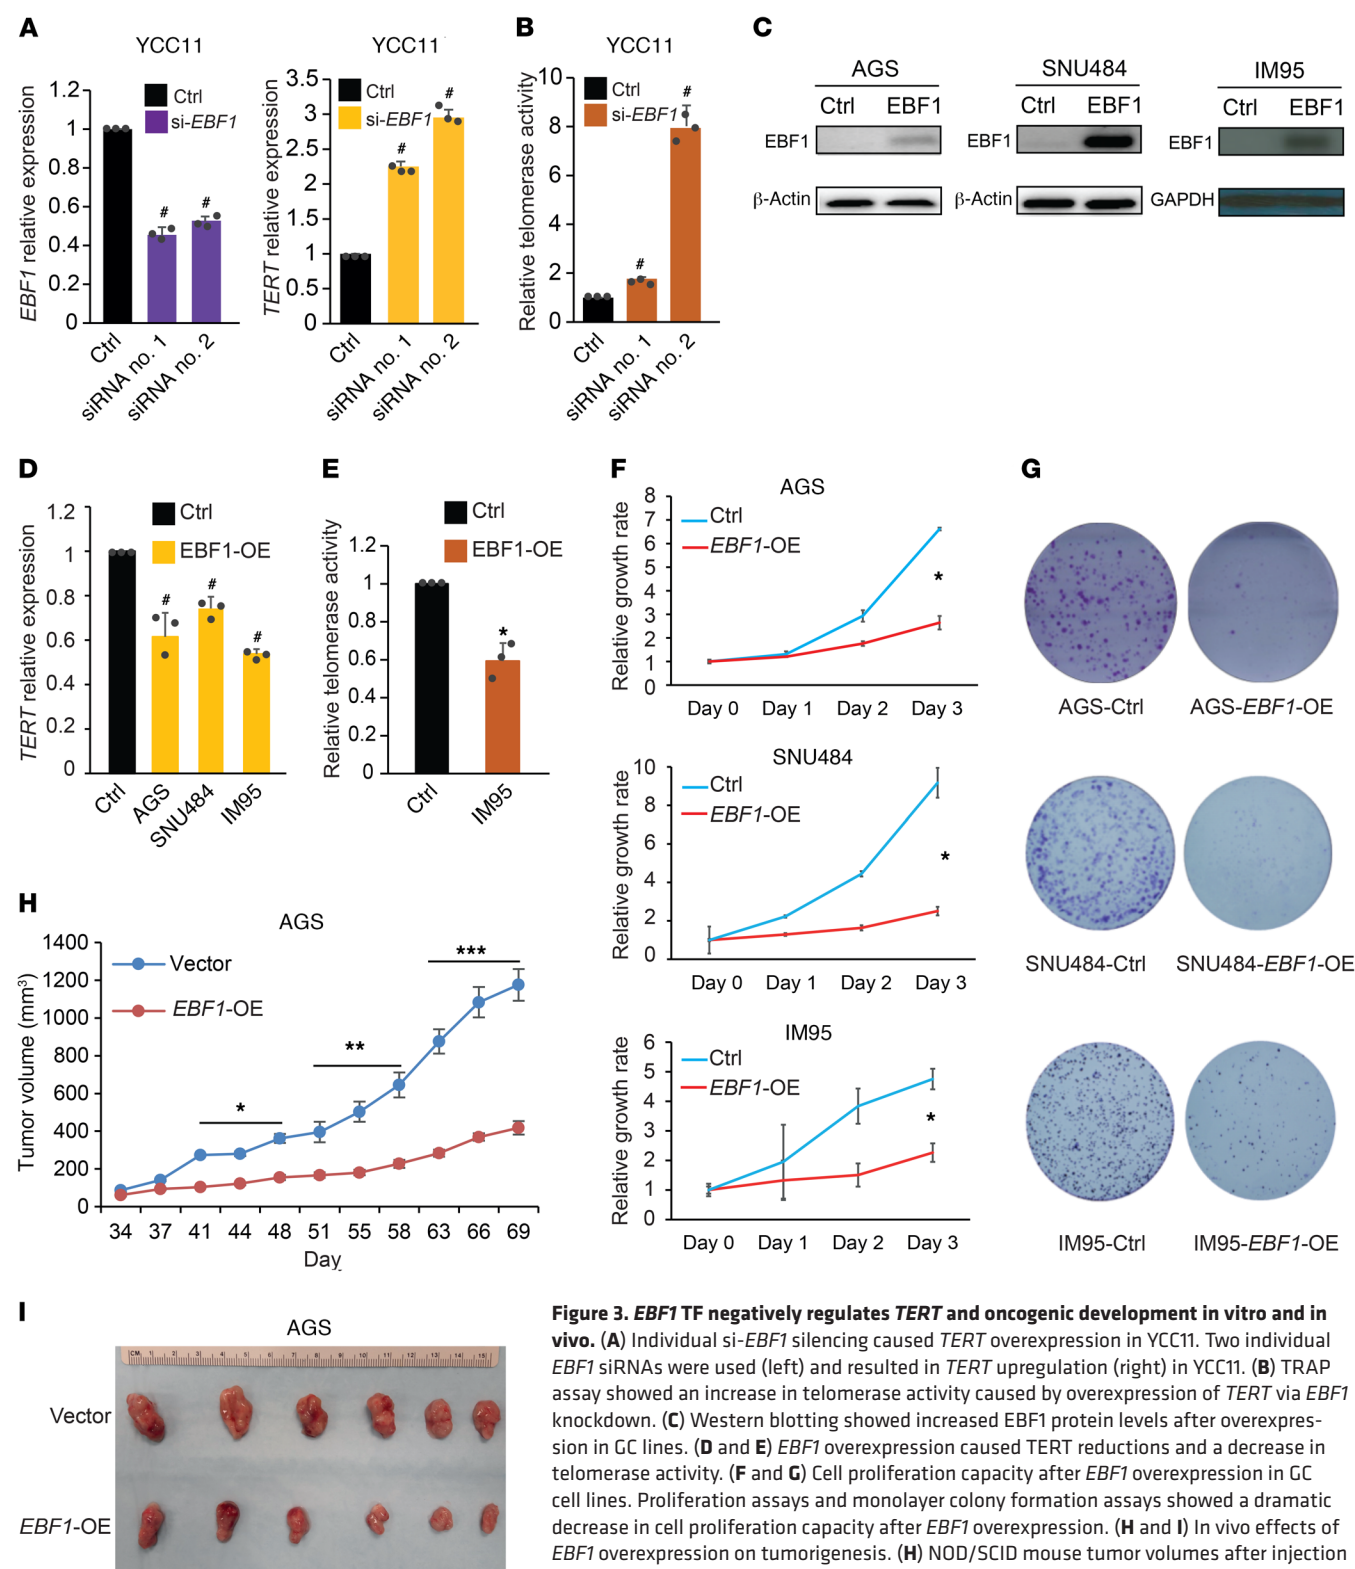 A
YCC11
Ctrl
si-EBF1
EBF1 relative expression
1.2
1
0.8
0.6
0.4
0.2
0
# #
Ctrl
siRNA no. 1
siRNA no. 2
YCC11
Ctrl
si-EBF1
TERT relative expression
3.5
3
2.5
2
1.5
1
0.5
0
# #
Ctrl
siRNA no. 1
siRNA no. 2
B
YCC11
Ctrl
si-EBF1
Relative telomerase activity
10
8
6
4
2
0
# #
Ctrl
siRNA no. 1
siRNA no. 2
C
AGS
Ctrl EBF1
EBF1
β-Actin
SNU484
Ctrl EBF1
EBF1
β-Actin
IM95
Ctrl EBF1
EBF1
GAPDH
D
Ctrl
EBF1-OE
TERT relative expression
1.2
1
0.8
0.6
0.4
0.2
0
# # #
Ctrl
AGS
SNU484
IM95
E
Ctrl
EBF1-OE
Relative telomerase activity
1.2
1
0.8
0.6
0.4
0.2
0
*
Ctrl
IM95
F
AGS
Ctrl
EBF1-OE
Relative growth rate
8
7
6
5
4
3
2
1
0
*
Day 0 Day 1 Day 2 Day 3
SNU484
Ctrl
EBF1-OE
Relative growth rate
10
8
6
4
2
0
*
Day 0 Day 1 Day 2 Day 3
IM95
Ctrl
EBF1-OE
Relative growth rate
6
5
4
3
2
1
0
*
Day 0 Day 1 Day 2 Day 3
G
AGS-Ctrl AGS-EBF1-OE
SNU484-Ctrl SNU484-EBF1-OE
IM95-Ctrl IM95-EBF1-OE
H
AGS
Vector
EBF1-OE
Tumor volume (mm³)
1400
1200
1000
800
600
400
200
0
* ** ***
34 37 41 44 48 51 55 58 63 66 69
Day
I
AGS
CM 1 2 3 4 5 6 7 8 9 10 11 12 13 14 15
Vector
EBF1-OE
Figure 3. EBF1 TF negatively regulates TERT and oncogenic development in vitro and in
vivo. (A) Individual si-EBF1 silencing caused TERT overexpression in YCC11. Two individual
EBF1 siRNAs were used (left) and resulted in TERT upregulation (right) in YCC11. (B) TRAP
assay showed an increase in telomerase activity caused by overexpression of TERT via EBF1
knockdown. (C) Western blotting showed increased EBF1 protein levels after overexpres-
sion in GC lines. (D and E) EBF1 overexpression caused TERT reductions and a decrease in
telomerase activity. (F and G) Cell proliferation capacity after EBF1 overexpression in GC
cell lines. Proliferation assays and monolayer colony formation assays showed a dramatic
decrease in cell proliferation capacity after EBF1 overexpression. (H and I) In vivo effects of
EBF1 overexpression on tumorigenesis. (H) NOD/SCID mouse tumor volumes after injection